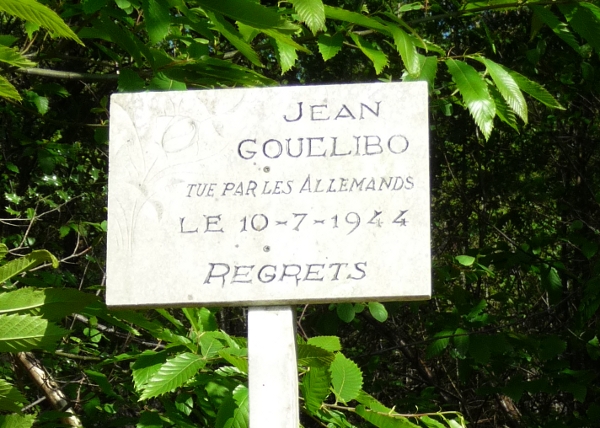 JEAN
GOUELIBO
TUE PAR LES ALLEMANDS
LE 10-7-1944
REGRETS